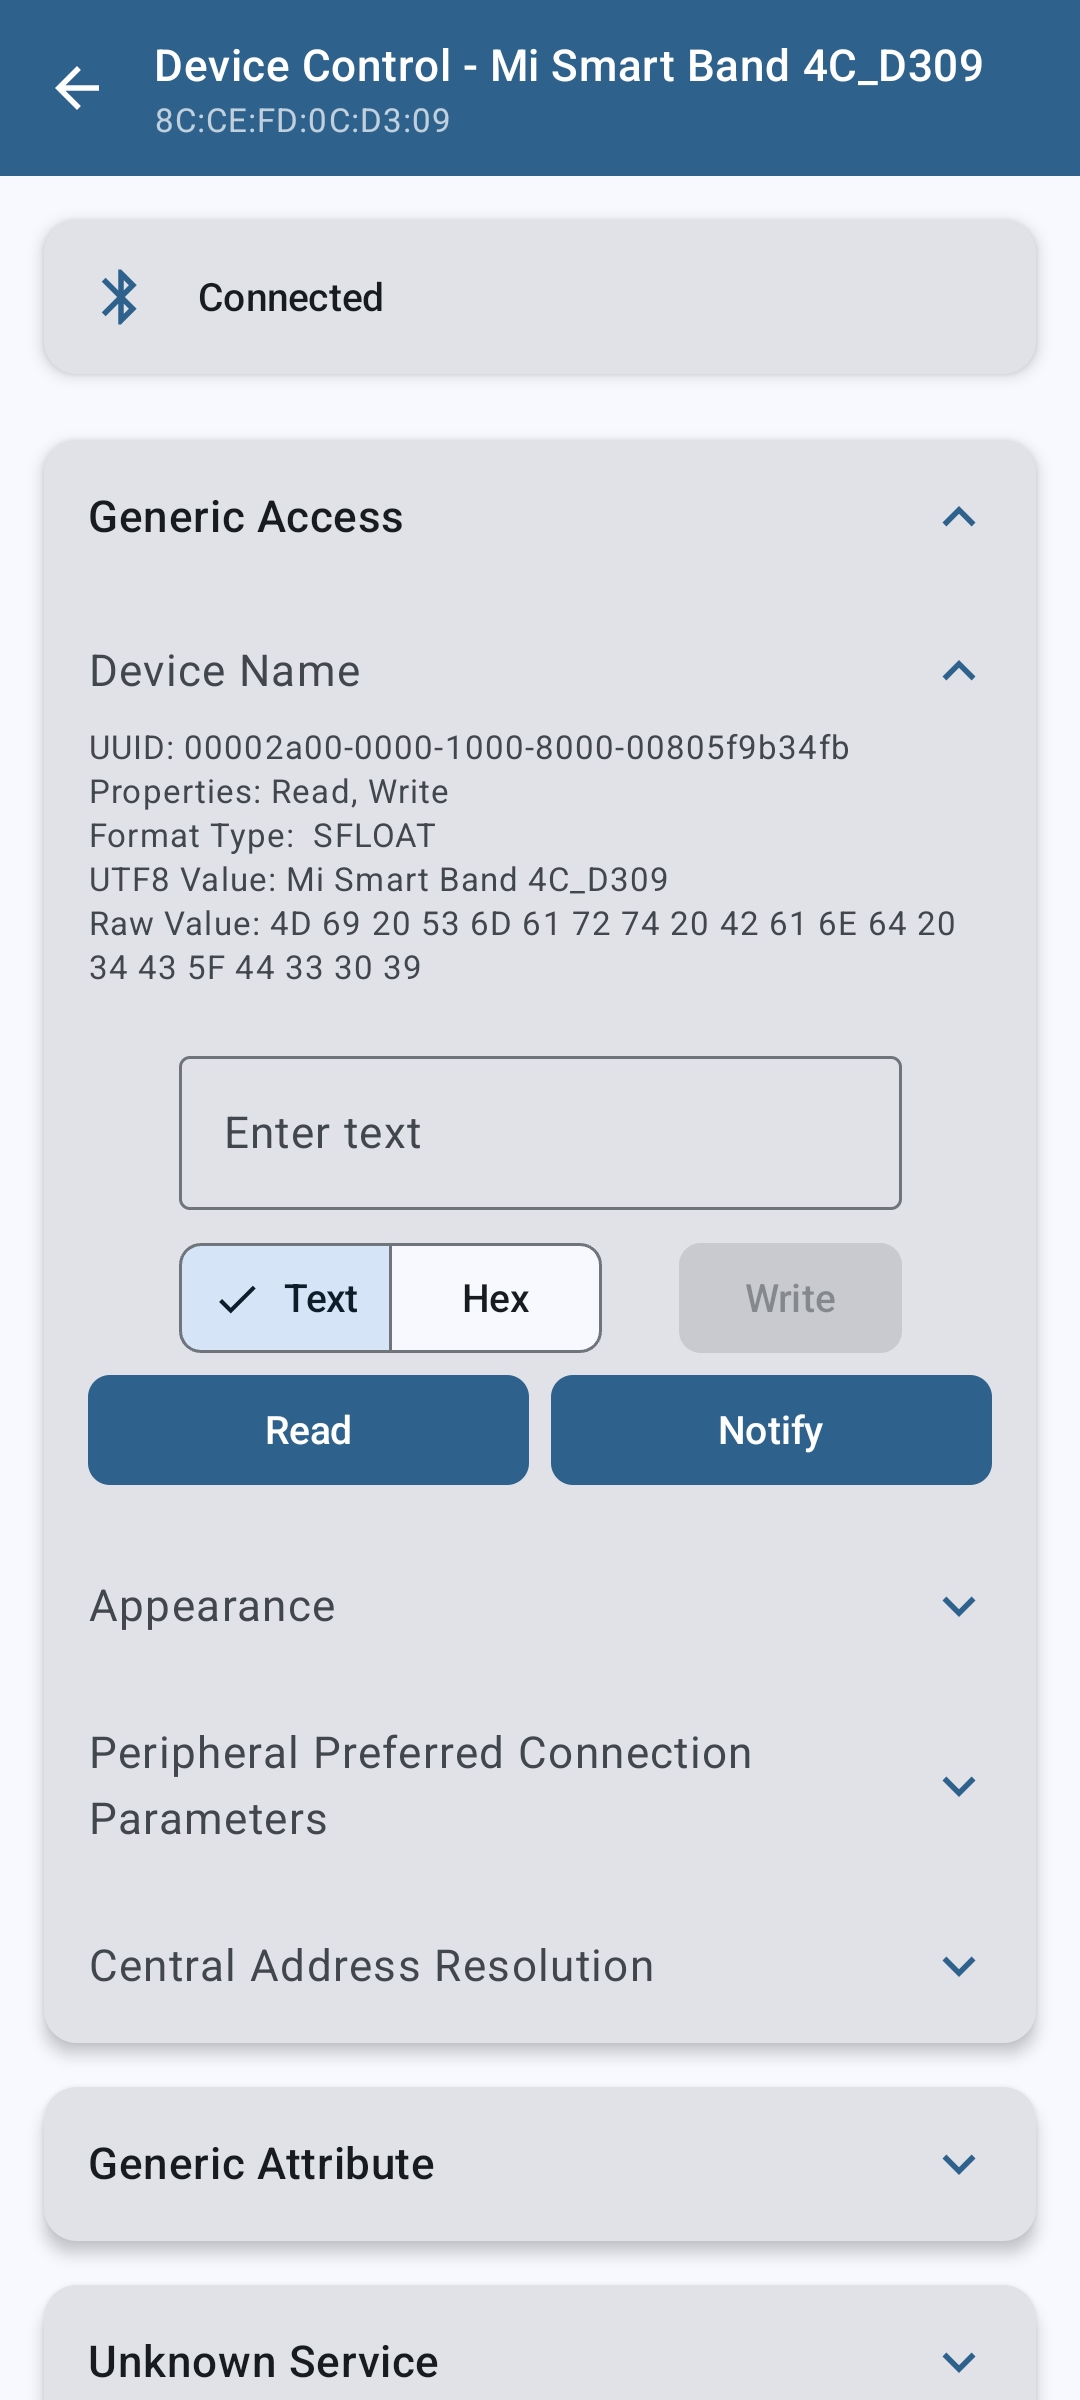 Device Control - Mi Smart Band 4C_D309
8C:CE:FD:0C:D3:09
Connected
Generic Access
Device Name
UUID: 00002a00-0000-1000-8000-00805f9b34fb
Properties: Read, Write
Format Type:  SFLOAT
UTF8 Value: Mi Smart Band 4C_D309
Raw Value: 4D 69 20 53 6D 61 72 74 20 42 61 6E 64 20
34 43 5F 44 33 30 39
Enter text
Text
Hex
Write
Read
Notify
Appearance
Peripheral Preferred Connection
Parameters
Central Address Resolution
Generic Attribute
Unknown Service